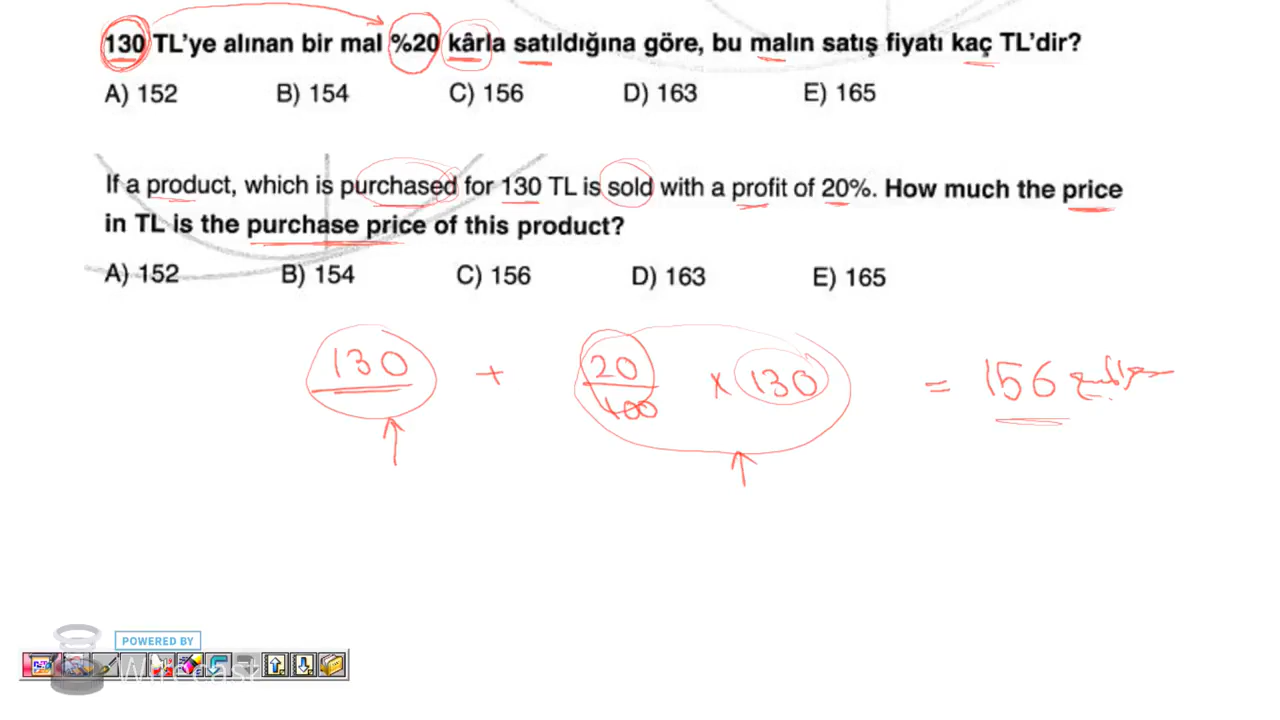 130 TL'ye alınan bir mal %20 kârla satıldığına göre, bu malın satış fiyatı kaç TL'dir?
A) 152 B) 154 C) 156 D) 163 E) 165
If a product, which is purchased for 130 TL is sold with a profit of 20%. How much the price
in TL is the purchase price of this product?
A) 152 B) 154 C) 156 D) 163 E) 165
130 + 20/100 x 130 = 156
POWERED BY
Wirecast